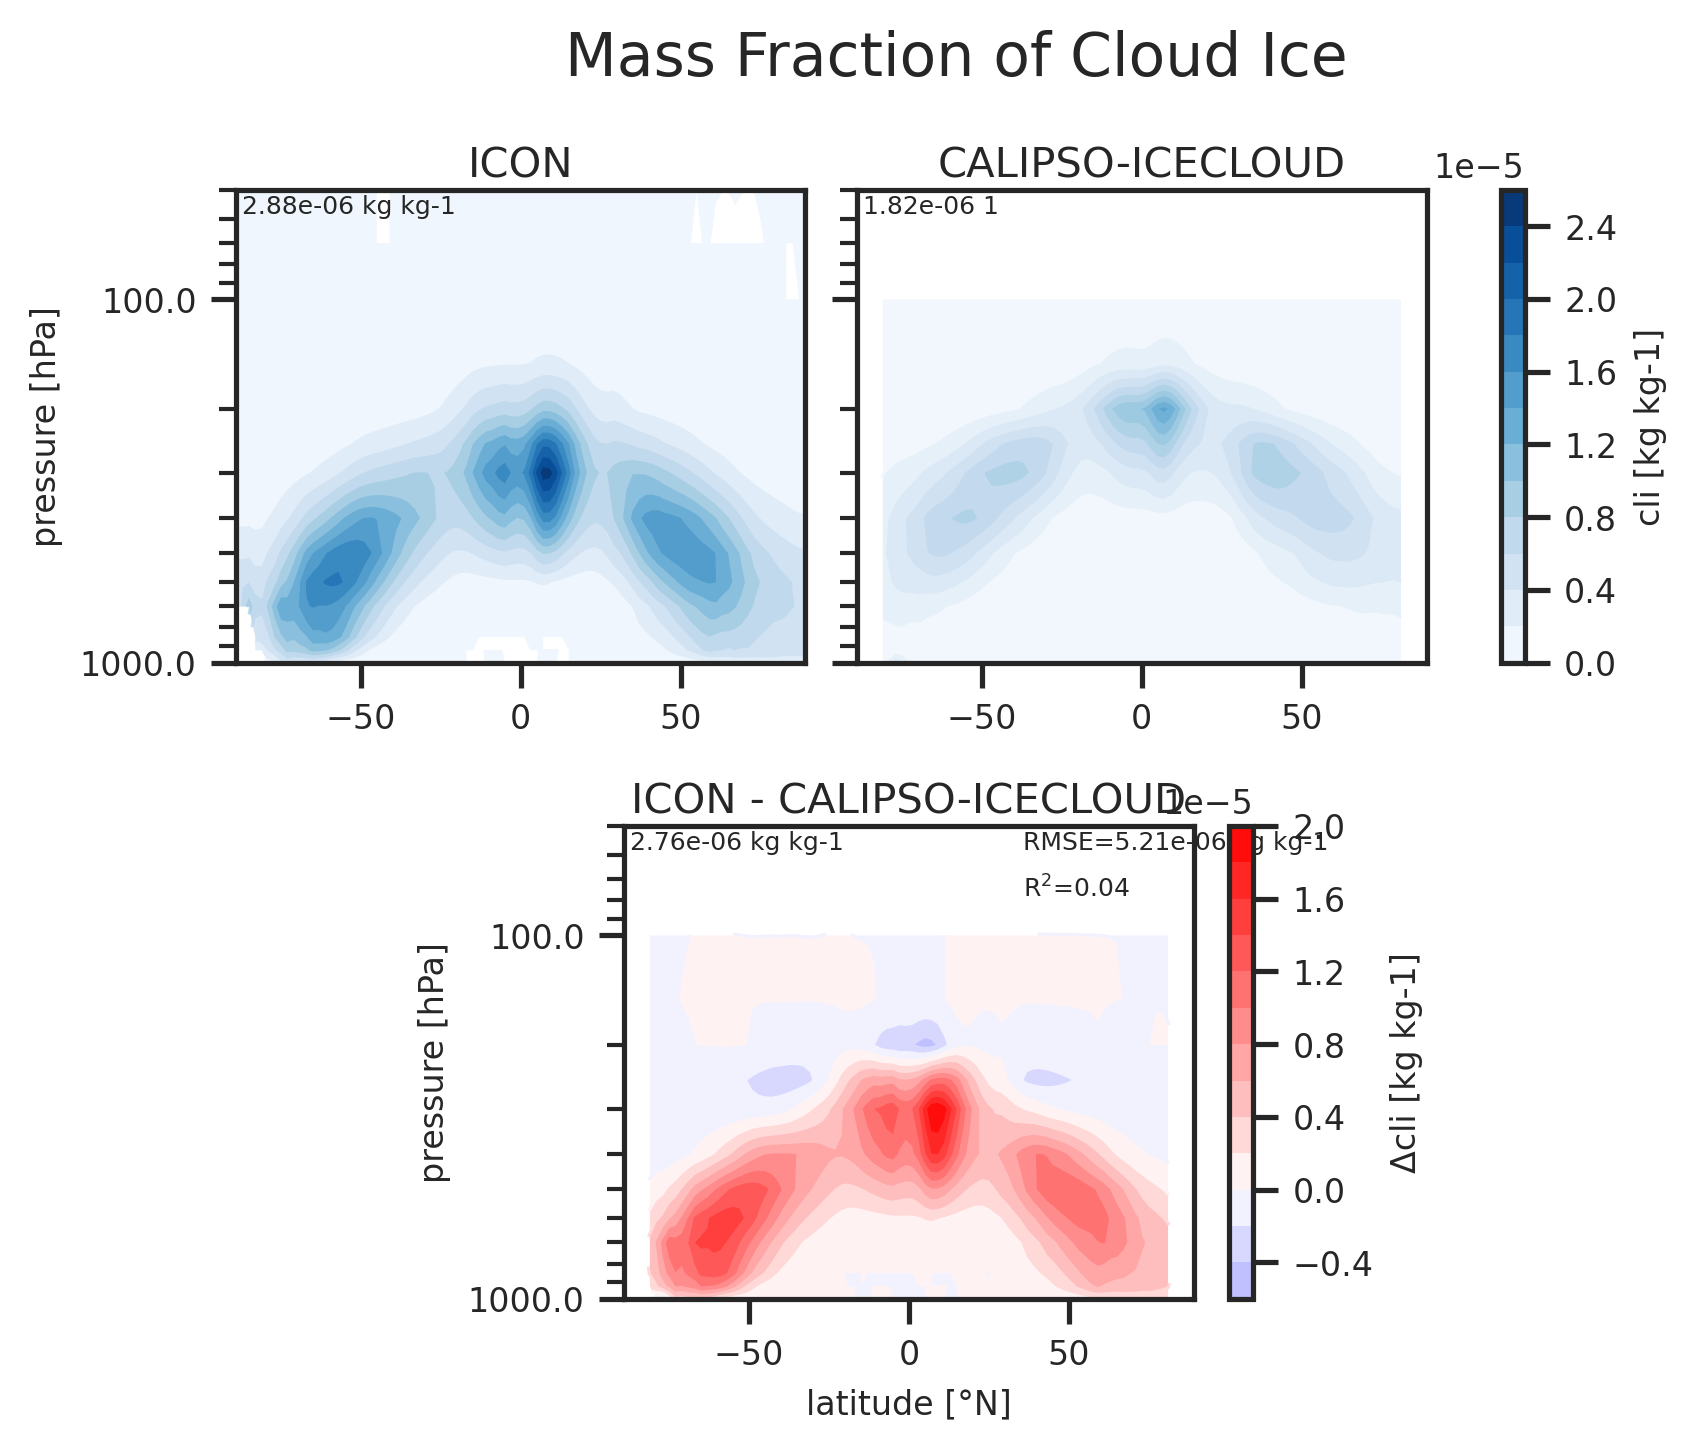 Mass Fraction of Cloud Ice
ICON
CALIPSO-ICECLOUD
1e−5
2.88e-06 kg kg-1
1.82e-06 1
pressure [hPa]
100.0
1000.0
−50
0
50
−50
0
50
2.4
2.0
1.6
1.2
0.8
0.4
0.0
cli [kg kg-1]
ICON - CALIPSO-ICECLOUD
1e−5
2.76e-06 kg kg-1
RMSE=5.21e-06 kg kg-1
R²=0.04
pressure [hPa]
100.0
1000.0
−50
0
50
latitude [°N]
2.0
1.6
1.2
0.8
0.4
0.0
−0.4
Δcli [kg kg-1]